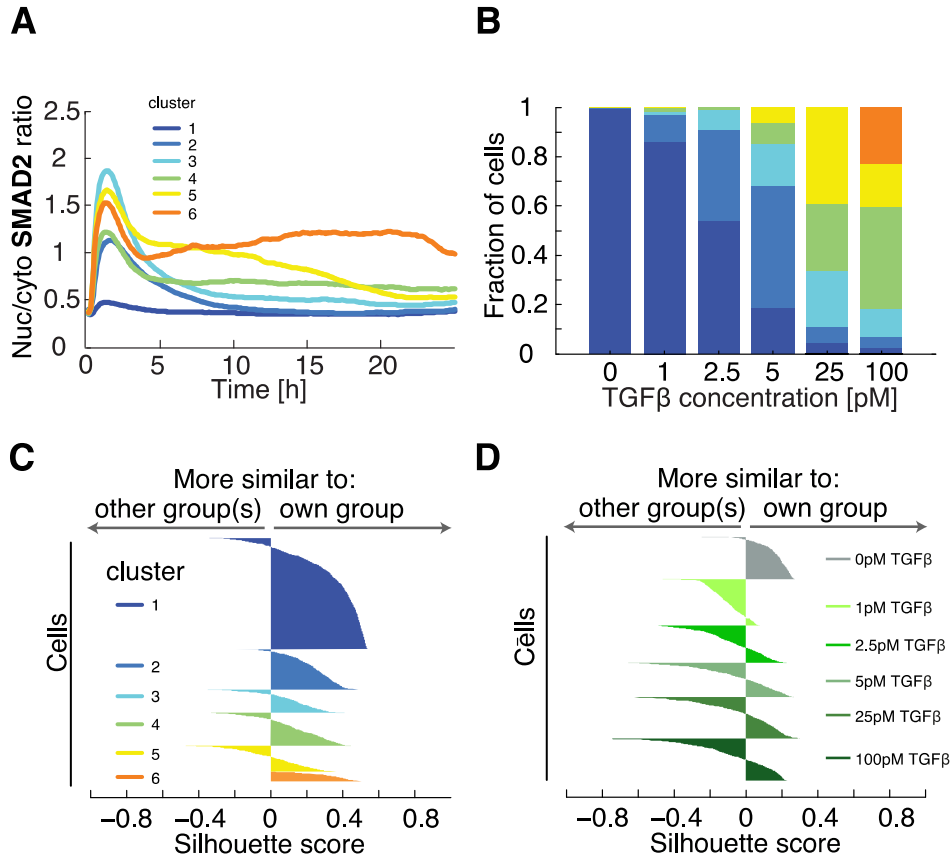 A
Nuc/cyto SMAD2 ratio
2.5
2
1.5
1
0.5
0
cluster
1
2
3
4
5
6
0 5 10 15 20
Time [h]
B
Fraction of cells
1
0.8
0.6
0.4
0.2
0
0 1 2.5 5 25 100
TGFβ concentration [pM]
C
More similar to:
other group(s) own group
Cells
cluster
1
2
3
4
5
6
−0.8 −0.4 0 0.4 0.8
Silhouette score
D
More similar to:
other group(s) own group
Cells
0pM TGFβ
1pM TGFβ
2.5pM TGFβ
5pM TGFβ
25pM TGFβ
100pM TGFβ
−0.8 −0.4 0 0.4 0.8
Silhouette score